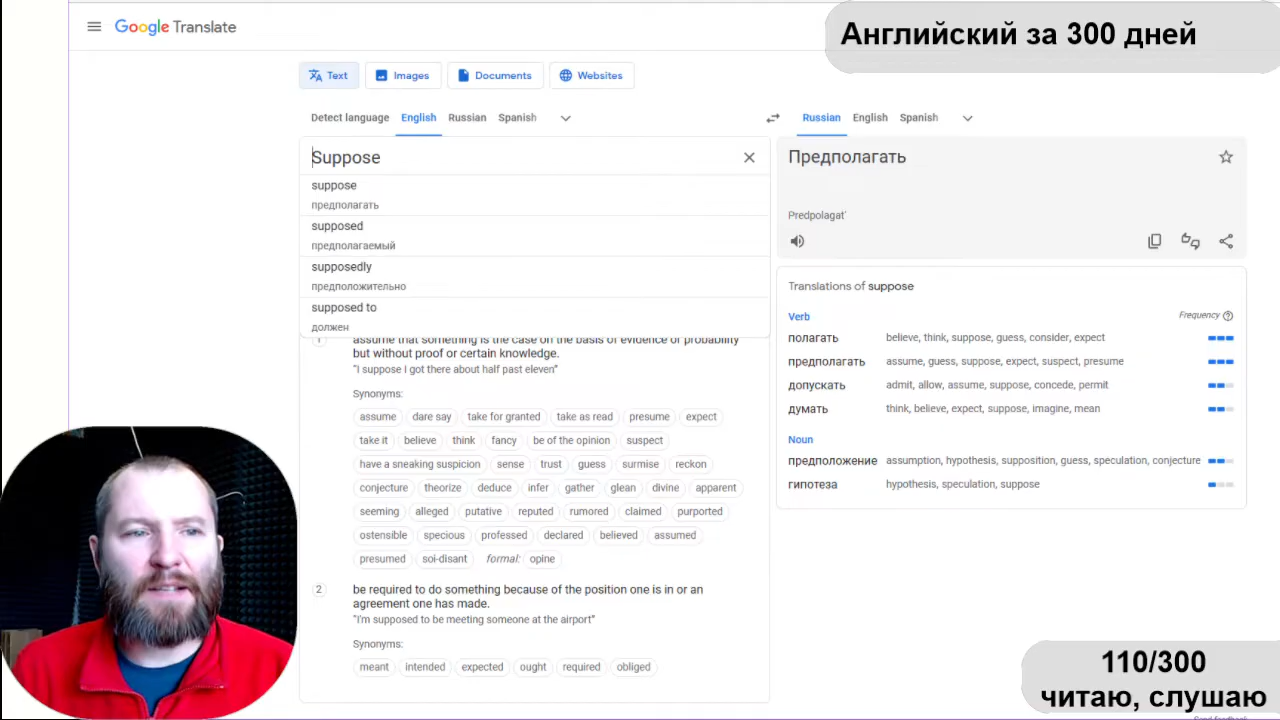 Google Translate
Английский за 300 дней
Text Images Documents Websites
Detect language English Russian Spanish
Russian English Spanish
Suppose
suppose
предполагать
supposed
предполагаемый
supposedly
предположительно
supposed to
должен
1 assume that something is the case on the basis of evidence or probability
but without proof or certain knowledge.
"I suppose I got there about half past eleven"
Synonyms:
assume dare say take for granted take as read presume expect
take it believe think fancy be of the opinion suspect
have a sneaking suspicion sense trust guess surmise reckon
conjecture theorize deduce infer gather glean divine apparent
seeming alleged putative reputed rumored claimed purported
ostensible specious professed declared believed assumed
presumed soi-disant formal: opine
2 be required to do something because of the position one is in or an
agreement one has made.
"I'm supposed to be meeting someone at the airport"
Synonyms:
meant intended expected ought required obliged
Предполагать
Predpolagat'
Translations of suppose
Verb Frequency
полагать believe, think, suppose, guess, consider, expect
предполагать assume, guess, suppose, expect, suspect, presume
допускать admit, allow, assume, suppose, concede, permit
думать think, believe, expect, suppose, imagine, mean
Noun
предположение assumption, hypothesis, supposition, guess, speculation, conjecture
гипотеза hypothesis, speculation, suppose
110/300
читаю, слушаю
Send feedback